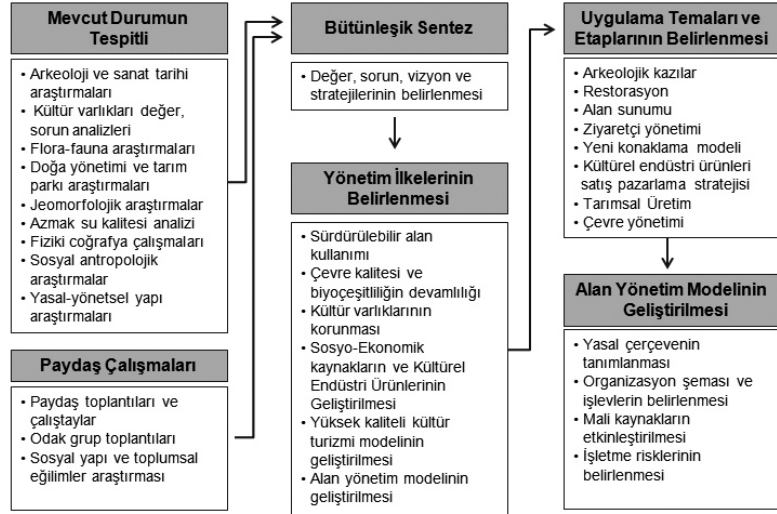 Mevcut Durumun
Tespitli
• Arkeoloji ve sanat tarihi
araştırmaları
• Kültür varlıkları değer,
sorun analizleri
• Flora-fauna araştırmaları
• Doğa yönetimi ve tarım
parkı araştırmaları
• Jeomorfolojik araştırmalar
• Azmak su kalitesi analizi
• Fiziki coğrafya çalışmaları
• Sosyal antropolojik
araştırmalar
• Yasal-yönetsel yapı
araştırmaları
Paydaş Çalışmaları
• Paydaş toplantıları ve
çalıştaylar
• Odak grup toplantıları
• Sosyal yapı ve toplumsal
eğilimler araştırması
Bütünleşik Sentez
• Değer, sorun, vizyon ve
stratejilerinin belirlenmesi
Yönetim İlkelerinin
Belirlenmesi
• Sürdürülebilir alan
kullanımı
• Çevre kalitesi ve
biyoçeşitliliğin devamlılığı
• Kültür varlıklarının
korunması
• Sosyo-Ekonomik
kaynakların ve Kültürel
Endüstri Ürünlerinin
Geliştirilmesi
• Yüksek kaliteli kültür
turizmi modelinin
geliştirilmesi
• Alan yönetim modelinin
geliştirilmesi
Uygulama Temaları ve
Etaplarının Belirlenmesi
• Arkeolojik kazılar
• Restorasyon
• Alan sunumu
• Ziyaretçi yönetimi
• Yeni konaklama modeli
• Kültürel endüstri ürünleri
satış pazarlama stratejisi
• Tarımsal Üretim
• Çevre yönetimi
Alan Yönetim Modelinin
Geliştirilmesi
• Yasal çerçevenin
tanımlanması
• Organizasyon şeması ve
işlevlerin belirlenmesi
• Mali kaynakların
etkinleştirilmesi
• İşletme risklerinin
belirlenmesi